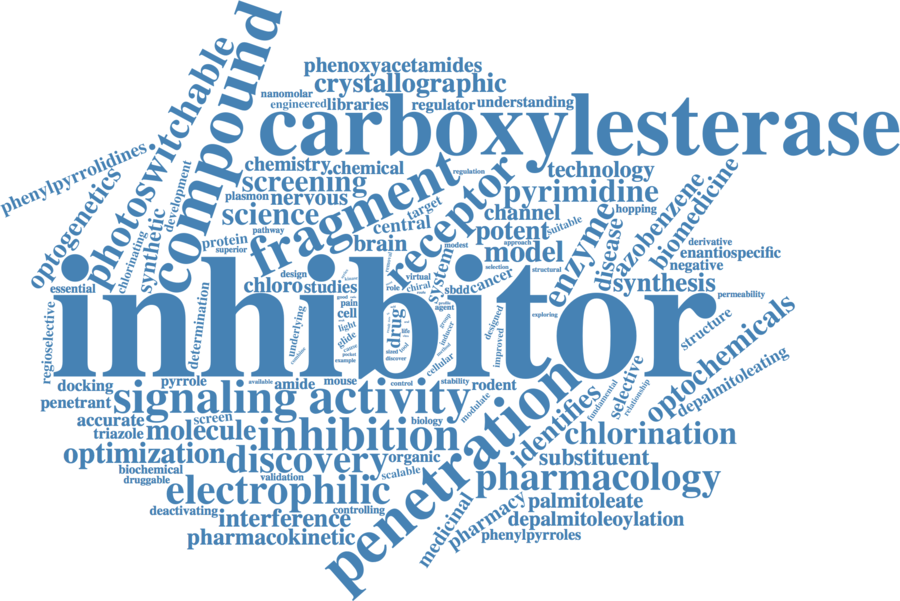 phenoxyacetamides
crystallographic
nanomolar
engineered
libraries
regulator
understanding
carboxylesterase
compound
photoswitchable
phenylpyrrolidines
optogenetics
chlorinating
synthetic
development
chemistry
chemical
regulation
technology
screening
plasmon
nervous
pyrimidine
science
fragment
receptor
target
channel
suitable
hopping
pathway
central
potent
protein
superior
brain
modest
approach
model
enzyme
disease
azobenzene
biomedicine
derivative
enantiospecific
negative
essential
design
chloro
studies
virtual
chiral
role
system
sbdd
cancer
selection
structural
synthesis
permeability
inhibitor
regioselective
determination
underlying
pain
cell
light
glide
pocket
example
drug
discover
agent
group
inducer
cellular
designed
improved
exploring
structure
optochemicals
depalmitoleating
docking
pyrrole
available
amide
mouse
control
stability
rodent
penetrant
signaling
activity
modulate
fundamental
selective
relationship
accurate
screen
biology
triazole
molecule
inhibition
penetration
identifies
chlorination
optimization
discovery
organic
substituent
biochemical
druggable
validation
scalable
electrophilic
pharmacology
deactivating
interference
controlling
medicinal
pharmacy
palmitoleate
depalmitoleoylation
pharmacokinetic
phenylpyrroles